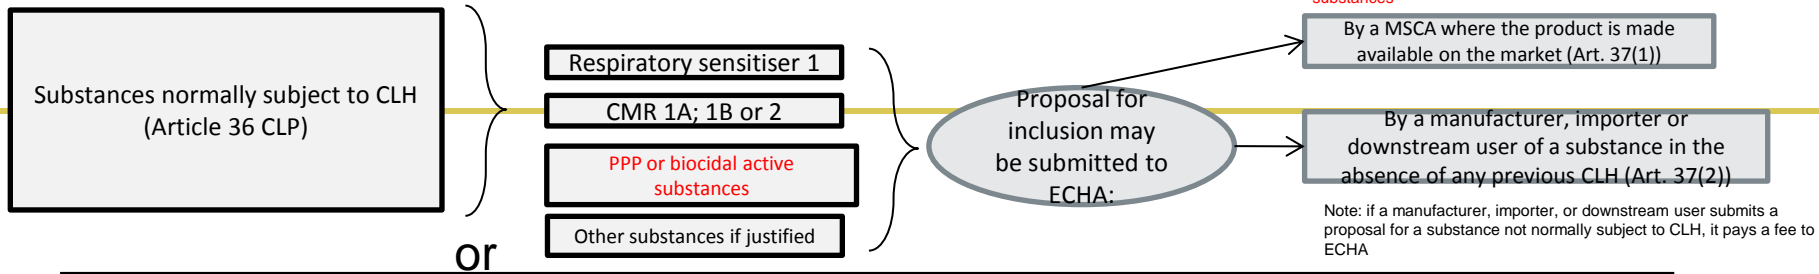 substances
Substances normally subject to CLH
(Article 36 CLP)
or
Respiratory sensitiser 1
CMR 1A; 1B or 2
PPP or biocidal active
substances
Other substances if justified
Proposal for
inclusion may
be submitted to
ECHA:
By a MSCA where the product is made
available on the market (Art. 37(1))
By a manufacturer, importer or
downstream user of a substance in the
absence of any previous CLH (Art. 37(2))
Note: if a manufacturer, importer, or downstream user submits a
proposal for a substance not normally subject to CLH, it pays a fee to
ECHA